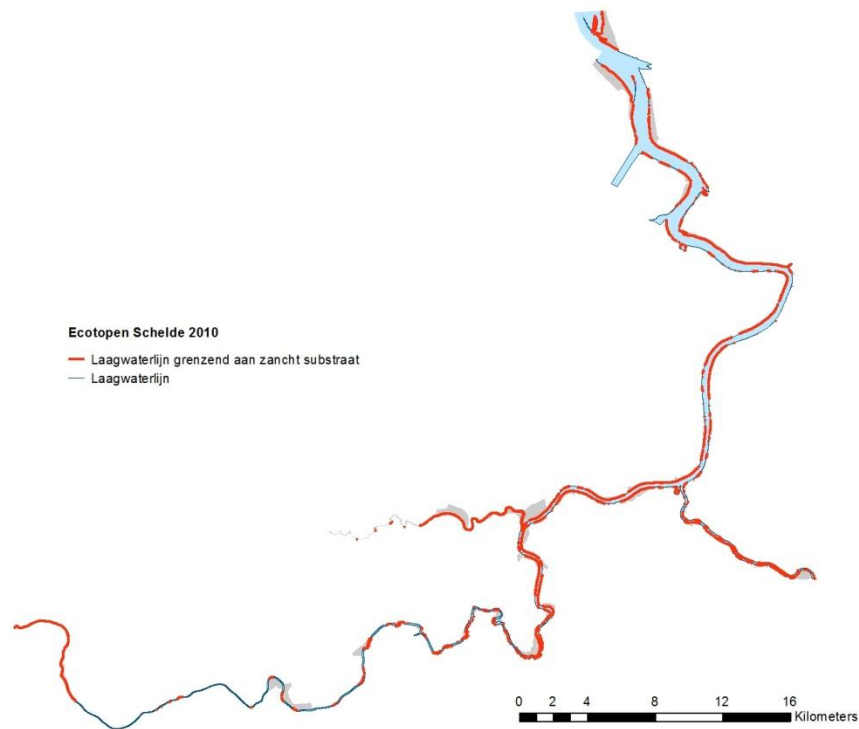 Ecotopen Schelde 2010
Laagwaterlijn grenzend aan zancht substraat
Laagwaterlijn
0 2 4 8 12 16
Kilometers